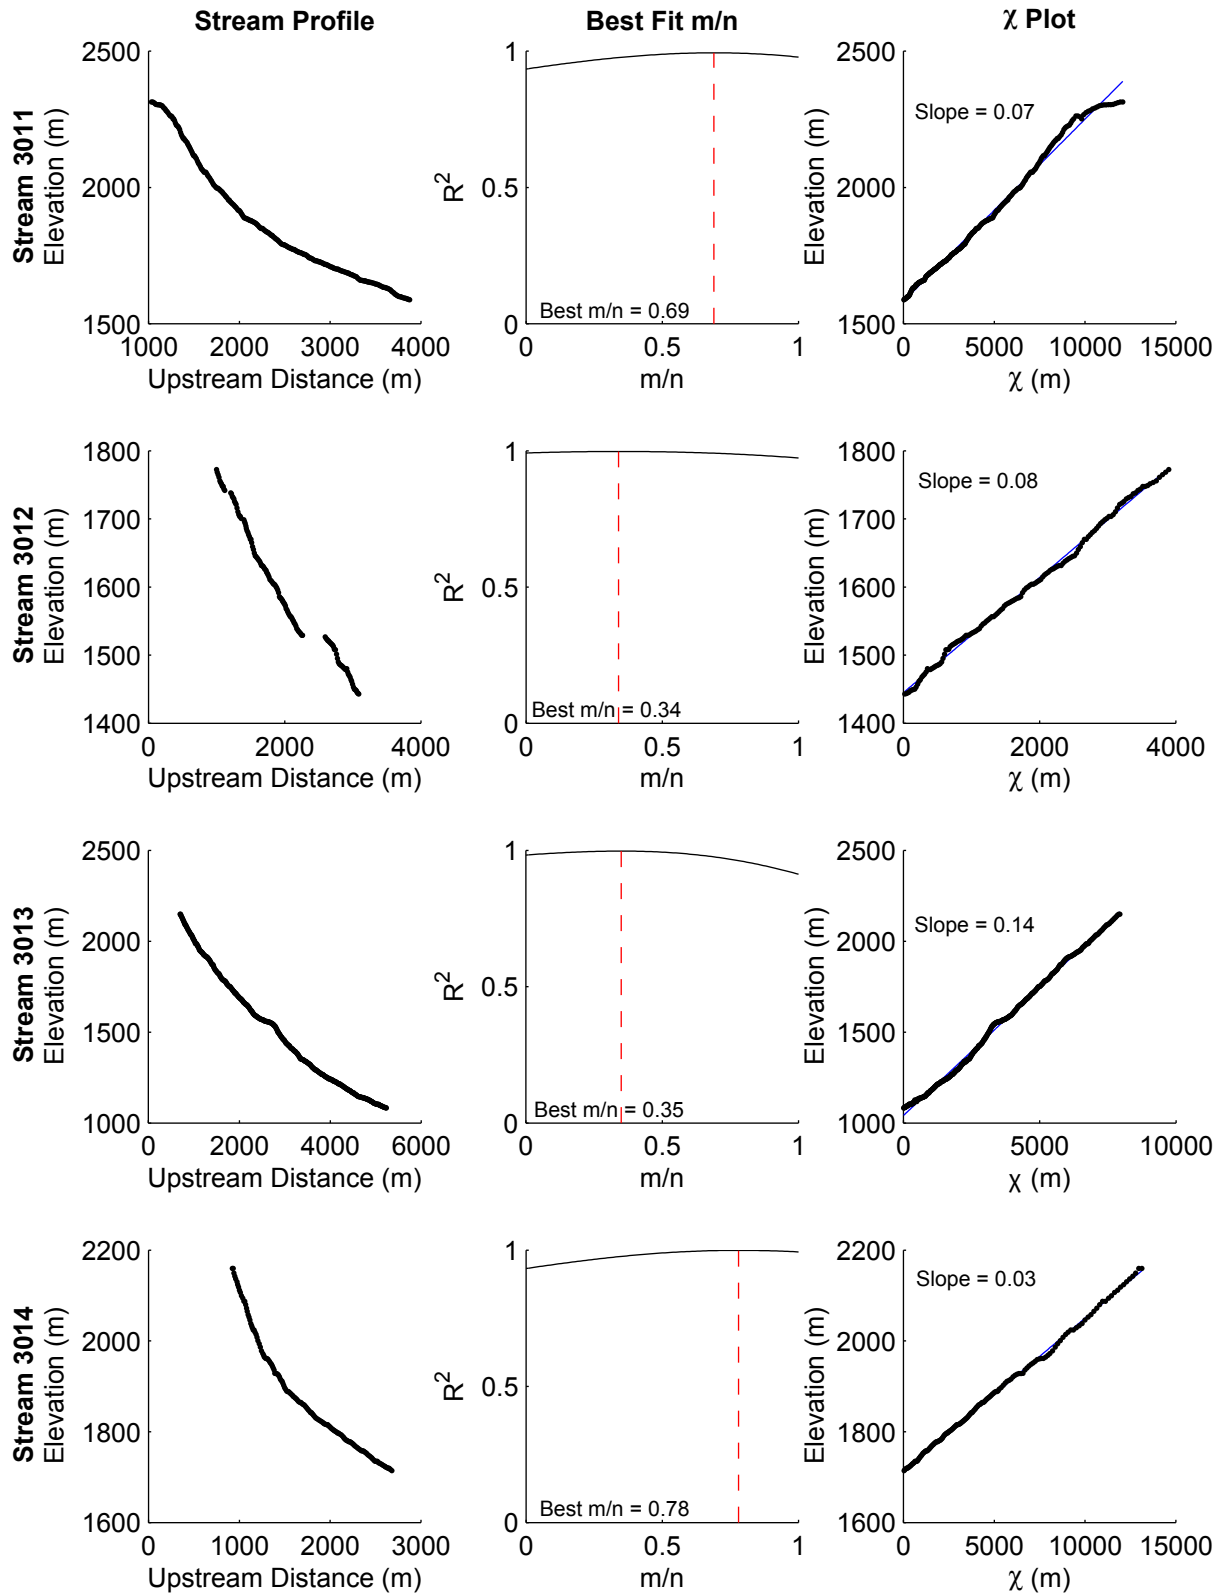 Stream Profile
Best Fit m/n
χ Plot
Stream 3011
Elevation (m)
2500
2000
1500
1000 2000 3000 4000
Upstream Distance (m)
R²
1
0.5
0
Best m/n = 0.69
0 0.5 1
m/n
Elevation (m)
2500
2000
1500
Slope = 0.07
0 5000 10000 15000
χ (m)
Stream 3012
Elevation (m)
1800
1700
1600
1500
1400
0 2000 4000
Upstream Distance (m)
R²
1
0.5
0
Best m/n = 0.34
0 0.5 1
m/n
Elevation (m)
1800
1700
1600
1500
1400
Slope = 0.08
0 2000 4000
χ (m)
Stream 3013
Elevation (m)
2500
2000
1500
1000
0 2000 4000 6000
Upstream Distance (m)
R²
1
0.5
0
Best m/n = 0.35
0 0.5 1
m/n
Elevation (m)
2500
2000
1500
1000
Slope = 0.14
0 5000 10000
χ (m)
Stream 3014
Elevation (m)
2200
2000
1800
1600
0 1000 2000 3000
Upstream Distance (m)
R²
1
0.5
0
Best m/n = 0.78
0 0.5 1
m/n
Elevation (m)
2200
2000
1800
1600
Slope = 0.03
0 5000 10000 15000
χ (m)